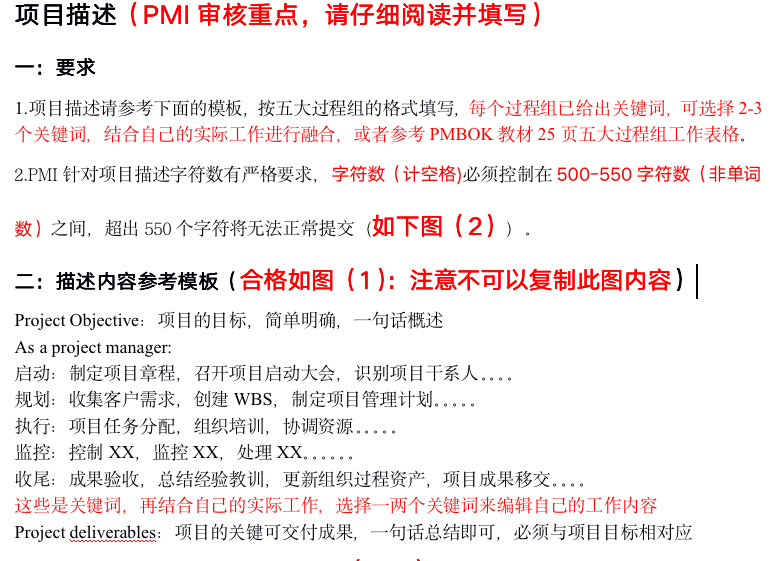 项目描述（PMI 审核重点，请仔细阅读并填写）
一：要求
1.项目描述请参考下面的模板，按五大过程组的格式填写，每个过程组已给出关键词，可选择 2-3
个关键词，结合自己的实际工作进行融合，或者参考 PMBOK 教材 25 页五大过程组工作表格。
2.PMI 针对项目描述字符数有严格要求，字符数（计空格)必须控制在 500-550 字符数（非单词
数）之间，超出 550 个字符将无法正常提交（如下图（2））。
二：描述内容参考模板（合格如图（1）：注意不可以复制此图内容）
Project Objective：项目的目标，简单明确，一句话概述
As a project manager:
启动：制定项目章程，召开项目启动大会，识别项目干系人。。。。
规划：收集客户需求，创建 WBS，制定项目管理计划。。。。。
执行：项目任务分配，组织培训，协调资源。。。。。
监控：控制 XX，监控 XX，处理 XX。。。。。。
收尾：成果验收，总结经验教训，更新组织过程资产，项目成果移交。。。。
这些是关键词，再结合自己的实际工作，选择一两个关键词来编辑自己的工作内容
Project deliverables：项目的关键可交付成果，一句话总结即可，必须与项目目标相对应